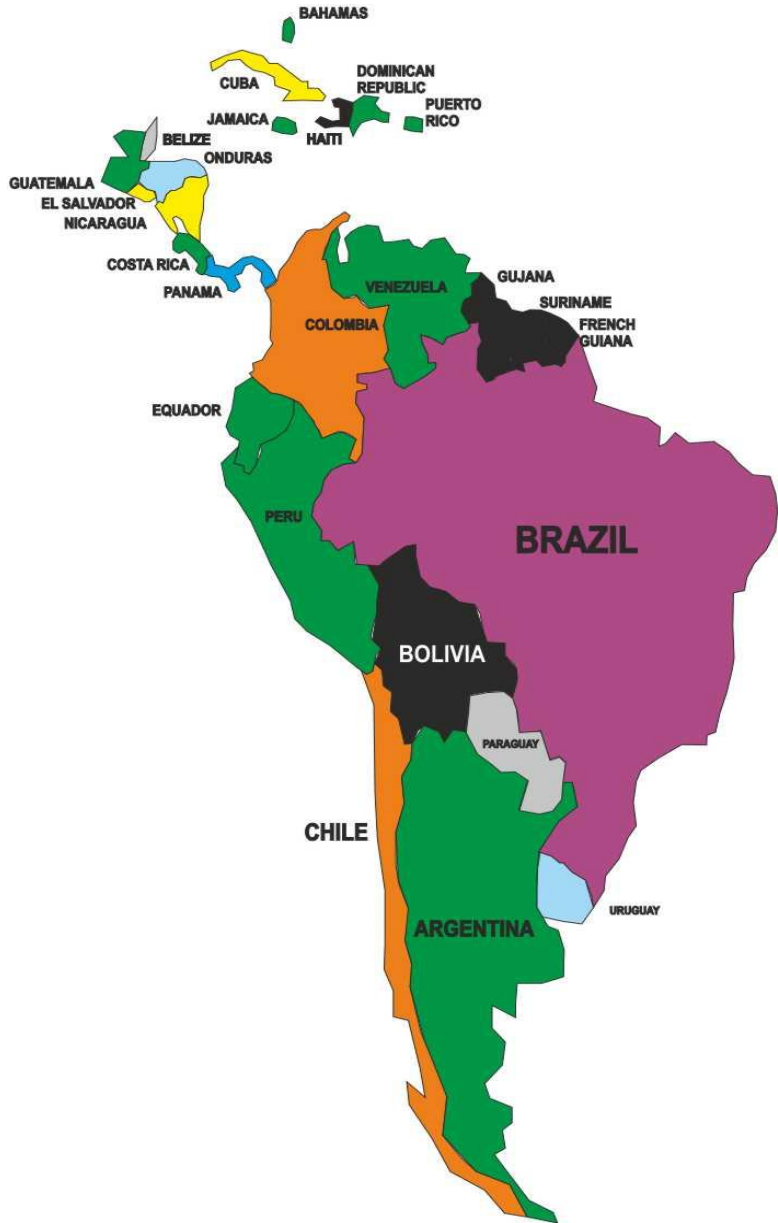 BAHAMAS
CUBA
DOMINICAN
REPUBLIC
JAMAICA
HAITI
PUERTO
RICO
BELIZE
ONDURAS
GUATEMALA
EL SALVADOR
NICARAGUA
COSTA RICA
PANAMA
VENEZUELA
GUJANA
SURINAME
COLOMBIA
FRENCH
GUIANA
EQUADOR
PERU
BRAZIL
BOLIVIA
PARAGUAY
CHILE
URUGUAY
ARGENTINA